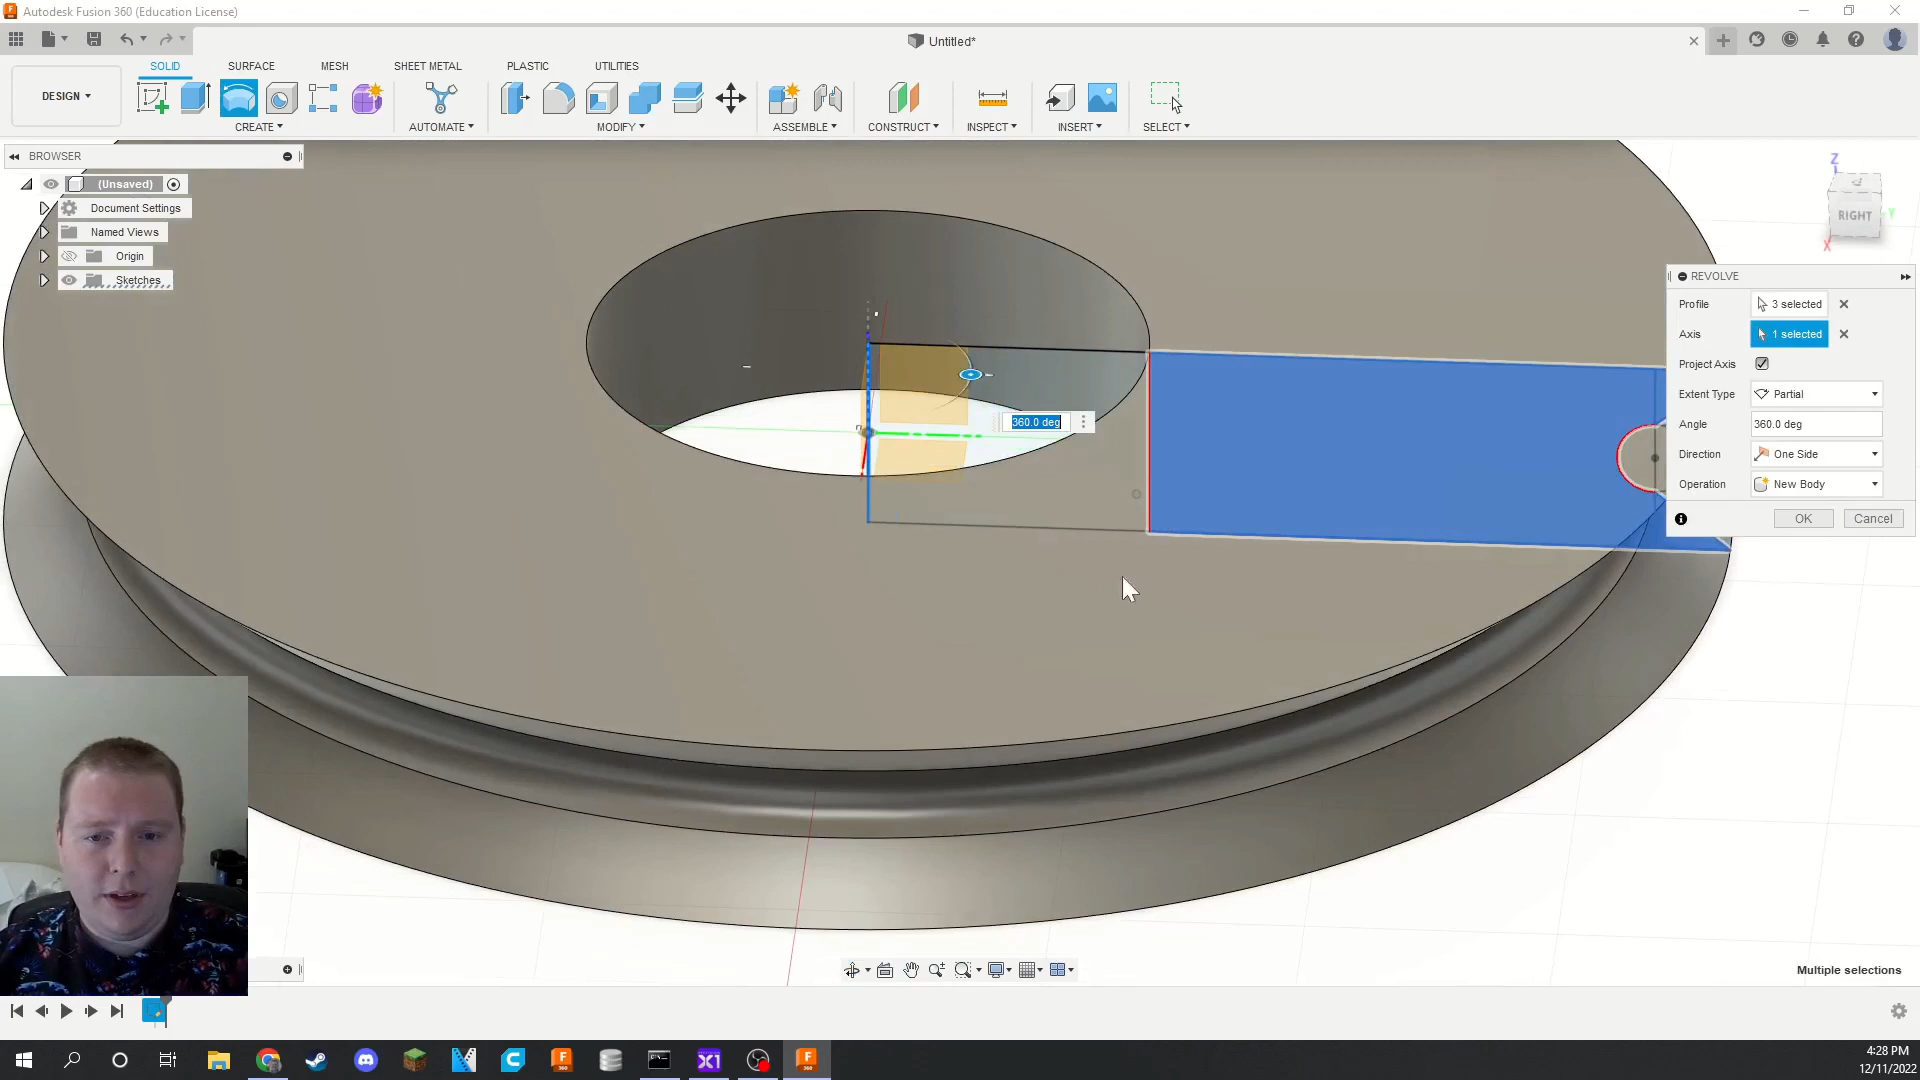 Autodesk Fusion 360 (Education License)
Untitled*
SOLID SURFACE MESH SHEET METAL PLASTIC UTILITIES
DESIGN
CREATE AUTOMATE MODIFY ASSEMBLE CONSTRUCT INSPECT INSERT SELECT
BROWSER
(Unsaved)
Document Settings
Named Views
Origin
Sketches
Z
RIGHT
Y
X
REVOLVE
Profile 3 selected
Axis 1 selected
Project Axis
Extent Type Partial
Angle 360.0 deg
Direction One Side
Operation New Body
OK Cancel
360.0 deg
Multiple selections
X1
4:28 PM
12/11/2022